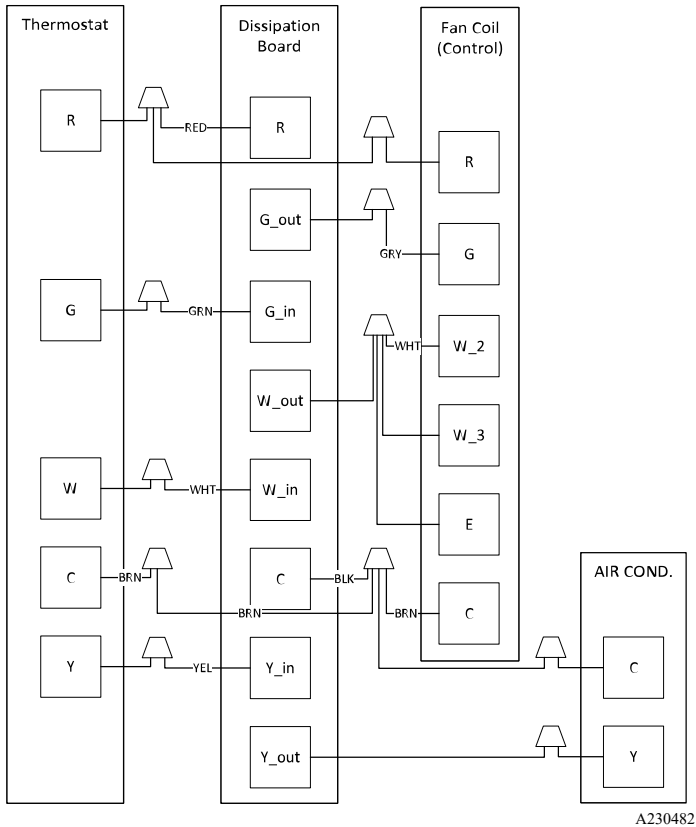 Thermostat
Dissipation
Board
Fan Coil
(Control)
R
RED
R
R
G_out
GRY
G
G
GRN
G_in
WHT
W_2
W_out
W_3
W
WHT
W_in
E
AIR COND.
C
BRN
C
BLK
BRN
BRN
C
Y
YEL
Y_in
C
Y_out
Y
A230482